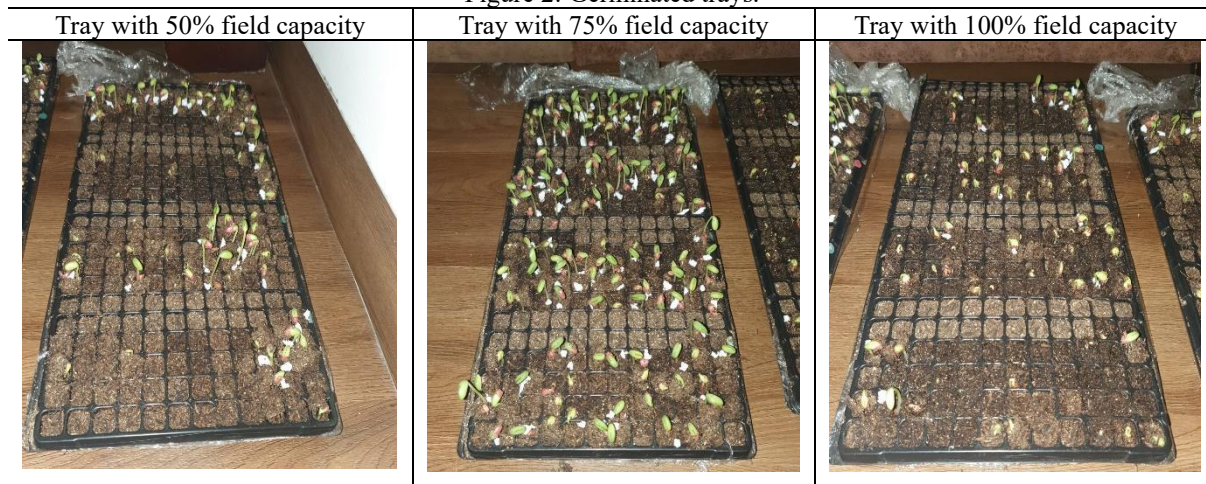 Figure 2: Germinated trays.
Tray with 50% field capacity
Tray with 75% field capacity
Tray with 100% field capacity